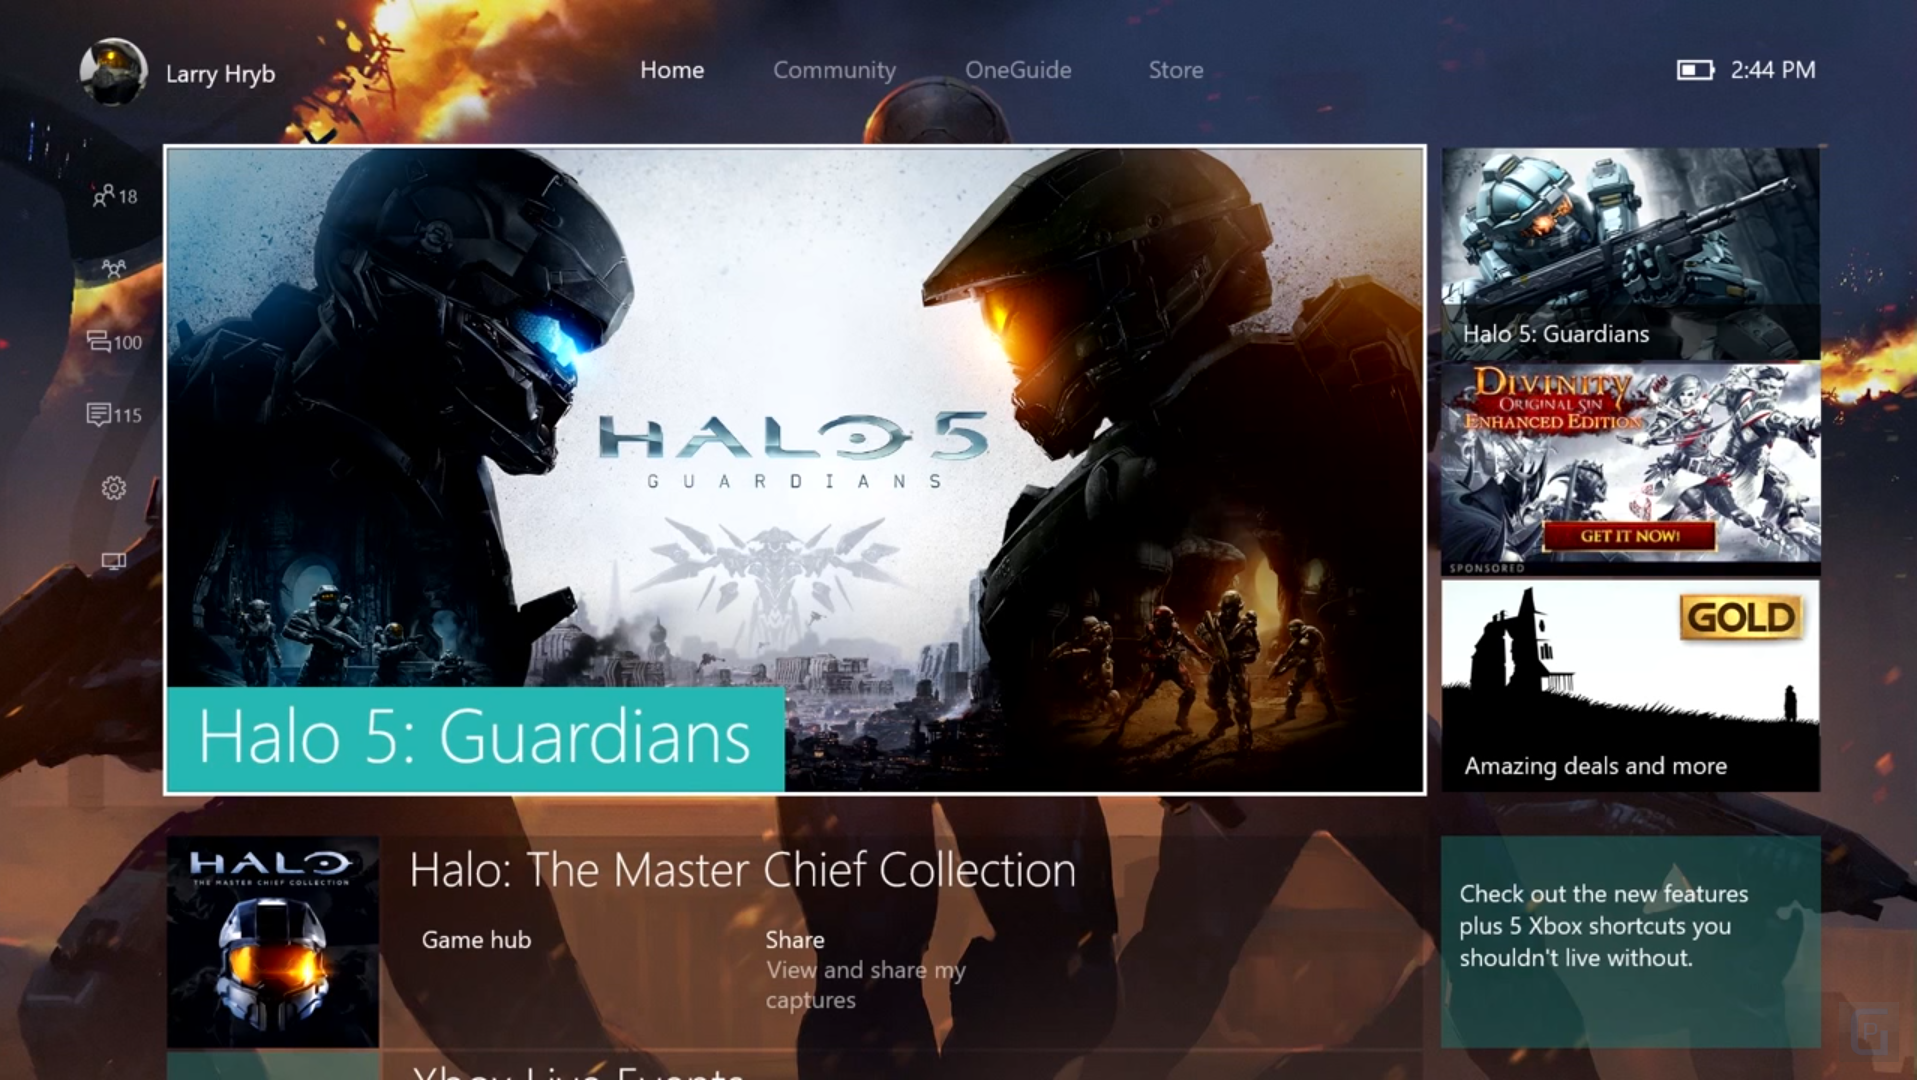 Larry Hryb
Home
Community
OneGuide
Store
2:44 PM
18
100
115
HALO 5
GUARDIANS
Halo 5: Guardians
Halo 5: Guardians
DIVINITY
ORIGINAL SIN
ENHANCED EDITION
GET IT NOW!
SPONSORED
GOLD
Amazing deals and more
HALO
THE MASTER CHIEF COLLECTION
Halo: The Master Chief Collection
Game hub
Share
View and share my
captures
Check out the new features
plus 5 Xbox shortcuts you
shouldn't live without.
Xbox Live Events